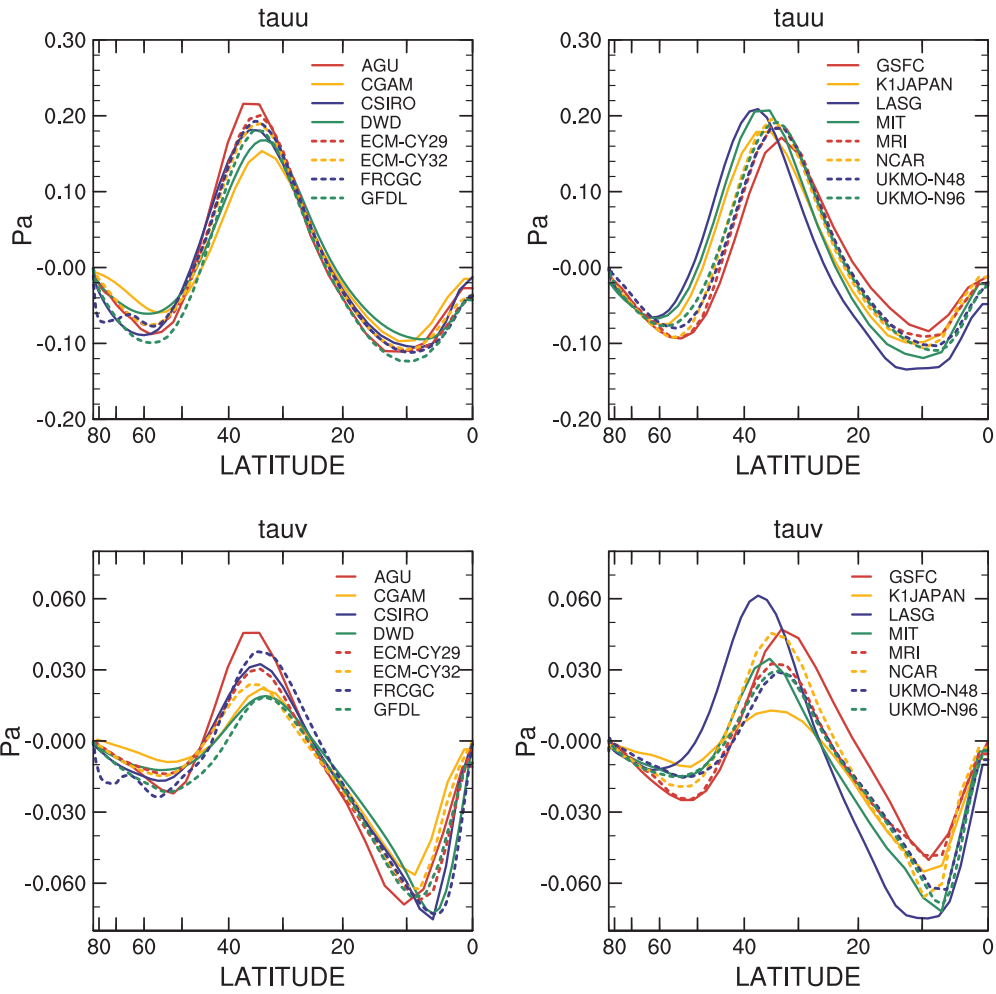 tauu
0.30
0.20
0.10
-0.00
-0.10
-0.20
Pa
AGU
CGAM
CSIRO
DWD
ECM-CY29
ECM-CY32
FRCGC
GFDL
80 60 40 20 0
LATITUDE
tauu
0.30
0.20
0.10
-0.00
-0.10
-0.20
Pa
GSFC
K1JAPAN
LASG
MIT
MRI
NCAR
UKMO-N48
UKMO-N96
80 60 40 20 0
LATITUDE
tauv
0.060
0.030
-0.000
-0.030
-0.060
Pa
AGU
CGAM
CSIRO
DWD
ECM-CY29
ECM-CY32
FRCGC
GFDL
80 60 40 20 0
LATITUDE
tauv
0.060
0.030
-0.000
-0.030
-0.060
Pa
GSFC
K1JAPAN
LASG
MIT
MRI
NCAR
UKMO-N48
UKMO-N96
80 60 40 20 0
LATITUDE